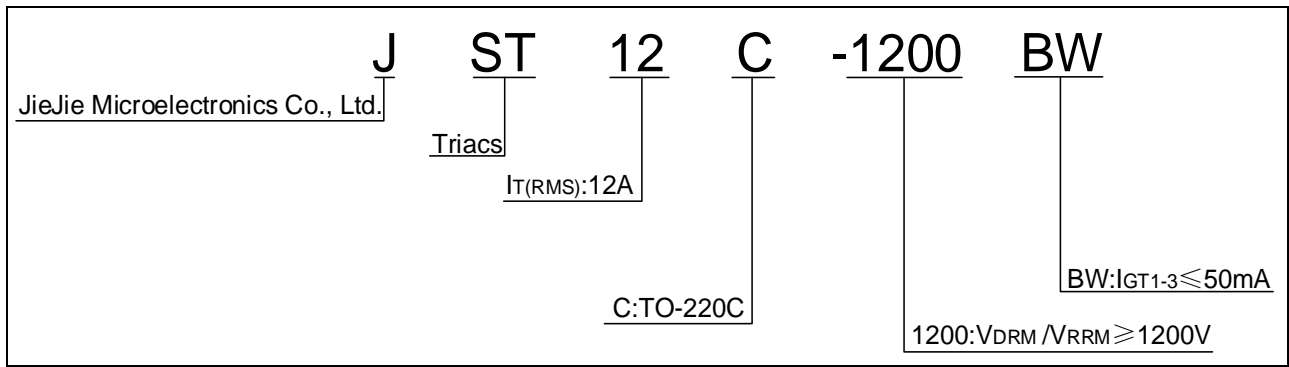 J ST 12 C -1200 BW
JieJie Microelectronics Co., Ltd.
Triacs
IT(RMS):12A
BW:IGT1-3≤50mA
C:TO-220C
1200:VDRM /VRRM≥1200V